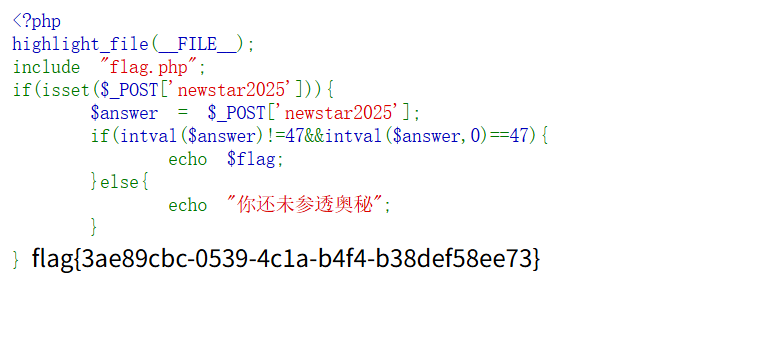 <?php
highlight_file(__FILE__);
include "flag.php";
if(isset($_POST['newstar2025'])){
        $answer = $_POST['newstar2025'];
        if(intval($answer)!=47&&intval($answer,0)==47){
                echo $flag;
        }else{
                echo "你还未参透奥秘";
        }
} flag{3ae89cbc-0539-4c1a-b4f4-b38def58ee73}